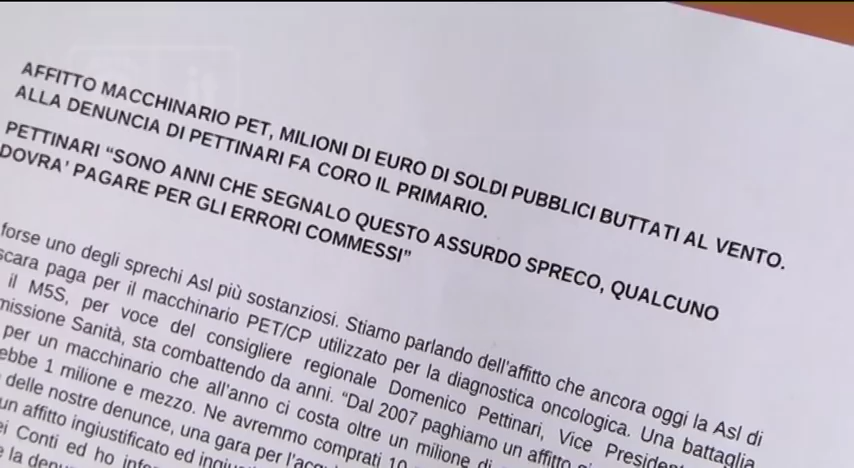 AFFITTO MACCHINARIO PET, MILIONI DI EURO DI SOLDI PUBBLICI BUTTATI AL VENTO.
ALLA DENUNCIA DI PETTINARI FA CORO IL PRIMARIO.
PETTINARI “SONO ANNI CHE SEGNALO QUESTO ASSURDO SPRECO, QUALCUNO
DOVRA’ PAGARE PER GLI ERRORI COMMESSI”
forse uno degli sprechi Asl più sostanziosi. Stiamo parlando dell'affitto che ancora oggi la Asl di
scara paga per il macchinario PET/CP utilizzato per la diagnostica oncologica. Una battaglia
il M5S, per voce del consigliere regionale Domenico Pettinari, Vice
missione Sanità, sta combattendo da anni. “Dal 2007 paghiamo un affitto
per un macchinario che all'anno ci costa oltre un milione di
ebbe 1 milione e mezzo. Ne avremmo comprati 10
delle nostre denunce, una gara per
un affitto ingiustificato ed
ei Conti ed ho